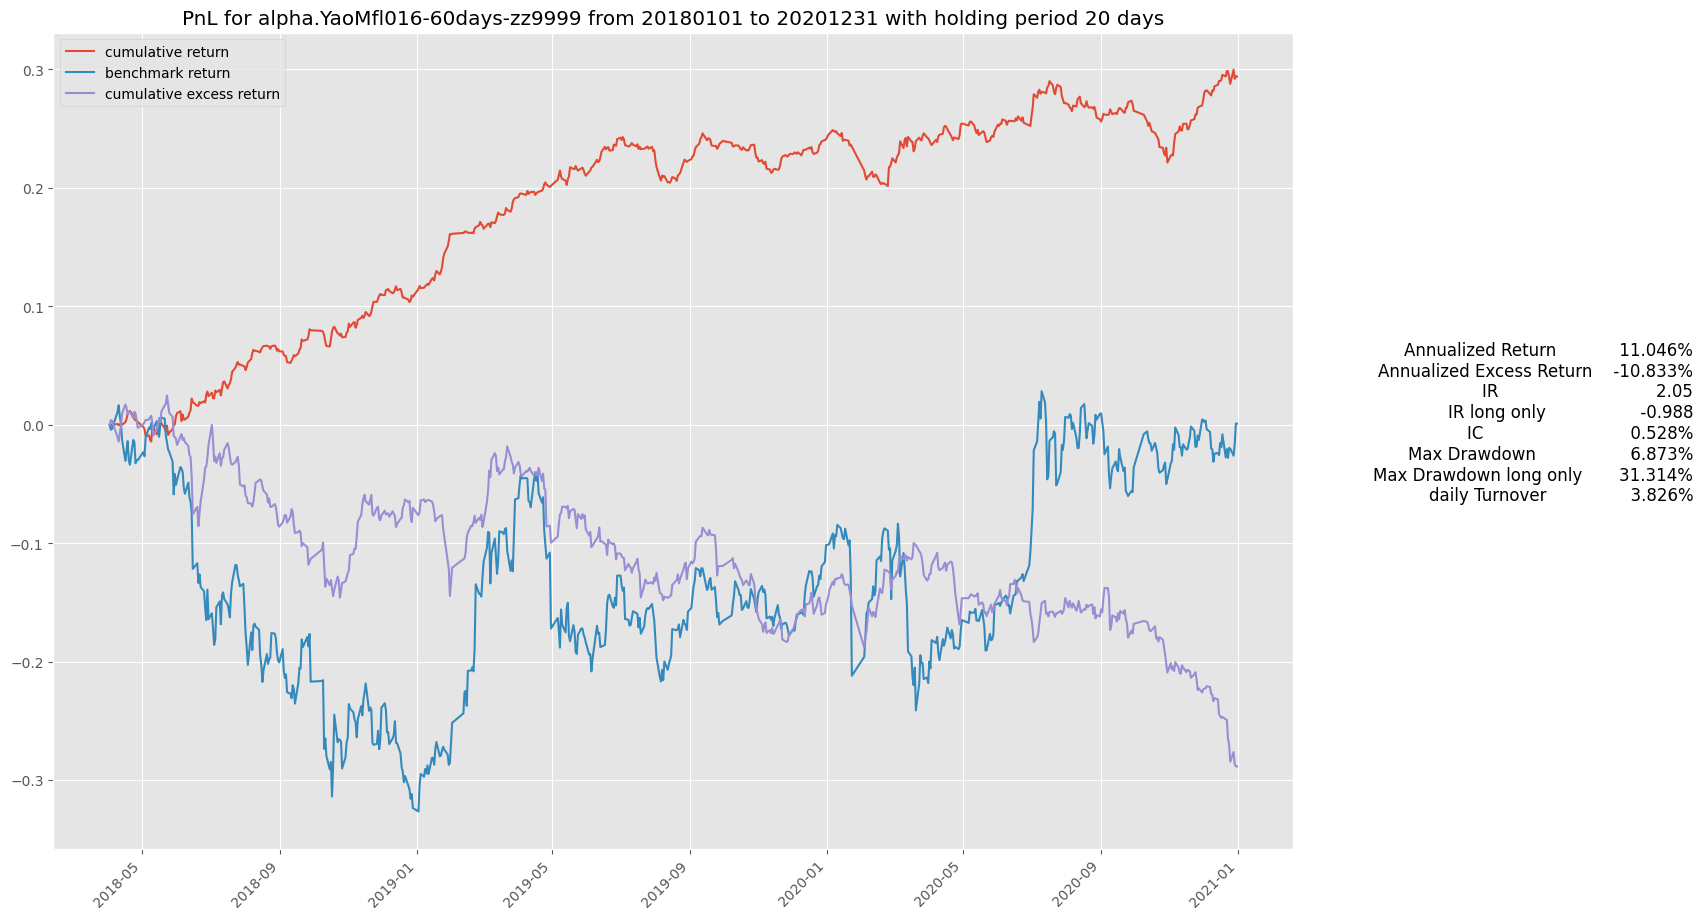 PnL for alpha.YaoMfl016-60days-zz9999 from 20180101 to 20201231 with holding period 20 days
cumulative return
benchmark return
cumulative excess return
0.3
0.2
0.1
0.0
−0.1
−0.2
−0.3
2018-05
2018-09
2019-01
2019-05
2019-09
2020-01
2020-05
2020-09
2021-01
Annualized Return 11.046%
Annualized Excess Return -10.833%
IR 2.05
IR long only -0.988
IC 0.528%
Max Drawdown 6.873%
Max Drawdown long only 31.314%
daily Turnover 3.826%